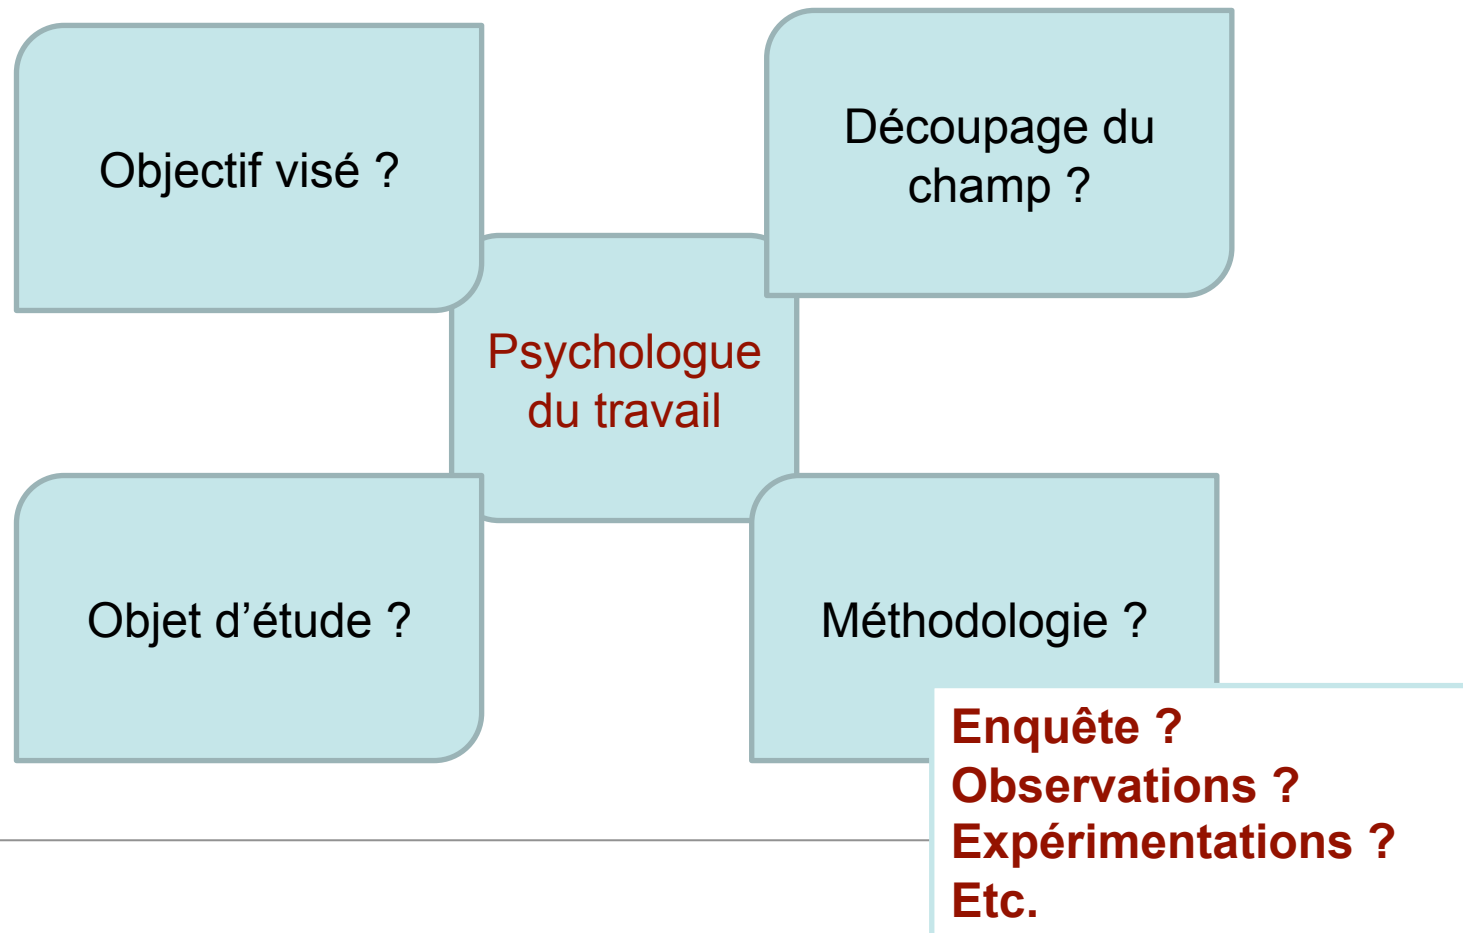 Objectif visé ?
Découpage du
champ ?
Psychologue
du travail
Objet d’étude ?
Méthodologie ?
Enquête ?
Observations ?
Expérimentations ?
Etc.